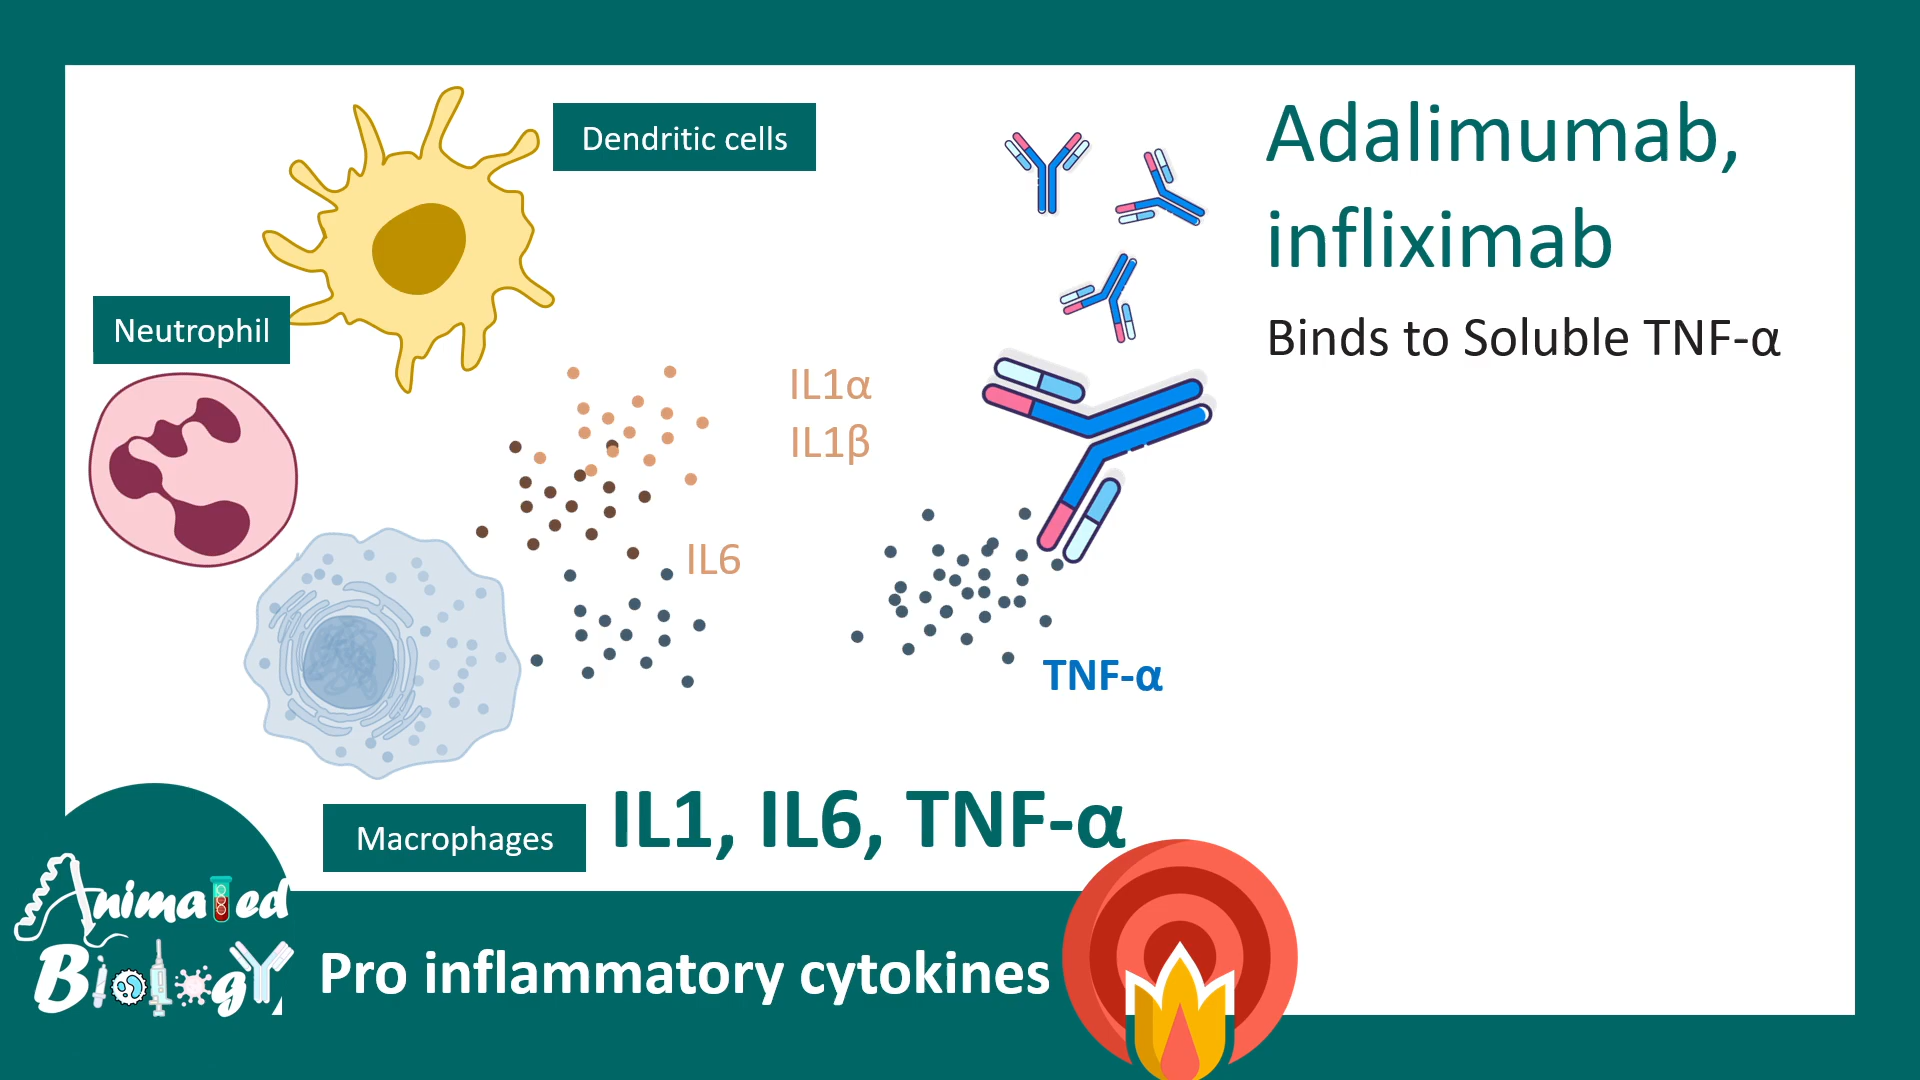 Dendritic cells
Adalimumab,
infliximab
Neutrophil
Binds to Soluble TNF-α
IL1α
IL1β
IL6
TNF-α
Macrophages
IL1, IL6, TNF-α
Animated
Biology
Pro inflammatory cytokines